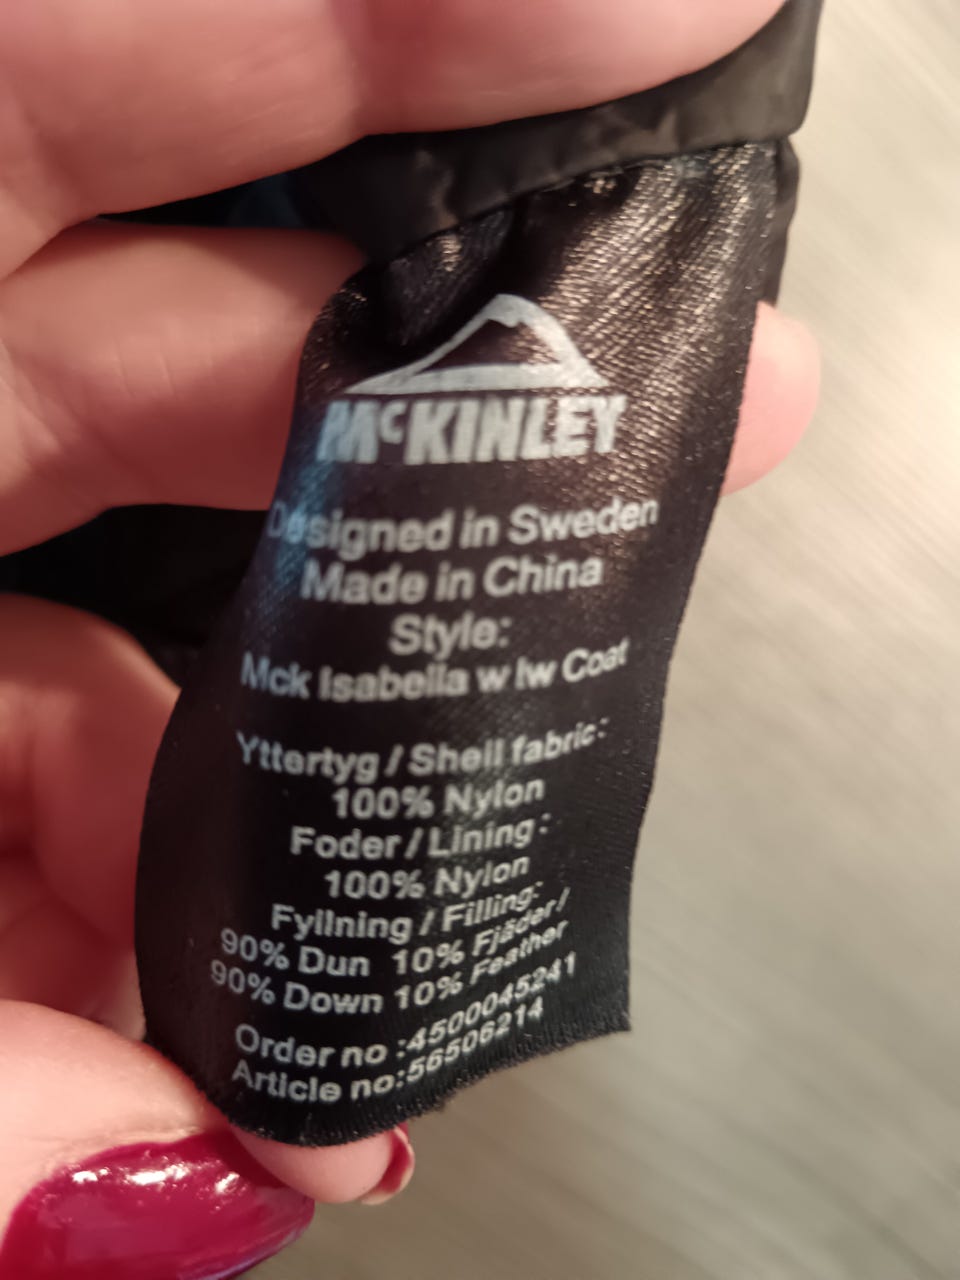 McKINLEY
Designed in Sweden
Made in China
Style:
Mck Isabella w lw Coat
Yttertyg / Shell fabric:
100% Nylon
Foder / Lining:
100% Nylon
Fyllning / Filling:
90% Dun 10% Fjäder/
90% Down 10% Feather
Order no :4500045241
Article no:56506214